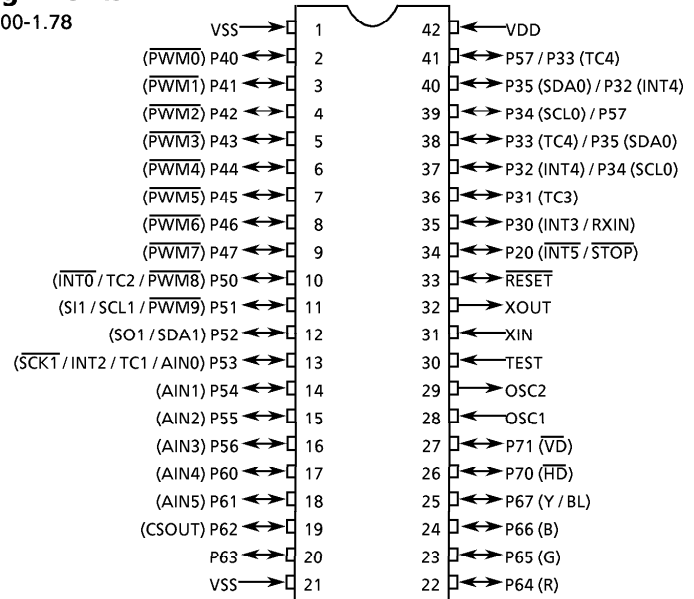 00-1.78
VSS 1 42 VDD
(PWM0) P40 2 41 P57 / P33 (TC4)
(PWM1) P41 3 40 P35 (SDA0) / P32 (INT4)
(PWM2) P42 4 39 P34 (SCL0) / P57
(PWM3) P43 5 38 P33 (TC4) / P35 (SDA0)
(PWM4) P44 6 37 P32 (INT4) / P34 (SCL0)
(PWM5) P45 7 36 P31 (TC3)
(PWM6) P46 8 35 P30 (INT3 / RXIN)
(PWM7) P47 9 34 P20 (INT5 / STOP)
(INT0 / TC2 / PWM8) P50 10 33 RESET
(SI1 / SCL1 / PWM9) P51 11 32 XOUT
(SO1 / SDA1) P52 12 31 XIN
(SCK1 / INT2 / TC1 / AIN0) P53 13 30 TEST
(AIN1) P54 14 29 OSC2
(AIN2) P55 15 28 OSC1
(AIN3) P56 16 27 P71 (VD)
(AIN4) P60 17 26 P70 (HD)
(AIN5) P61 18 25 P67 (Y / BL)
(CSOUT) P62 19 24 P66 (B)
P63 20 23 P65 (G)
VSS 21 22 P64 (R)